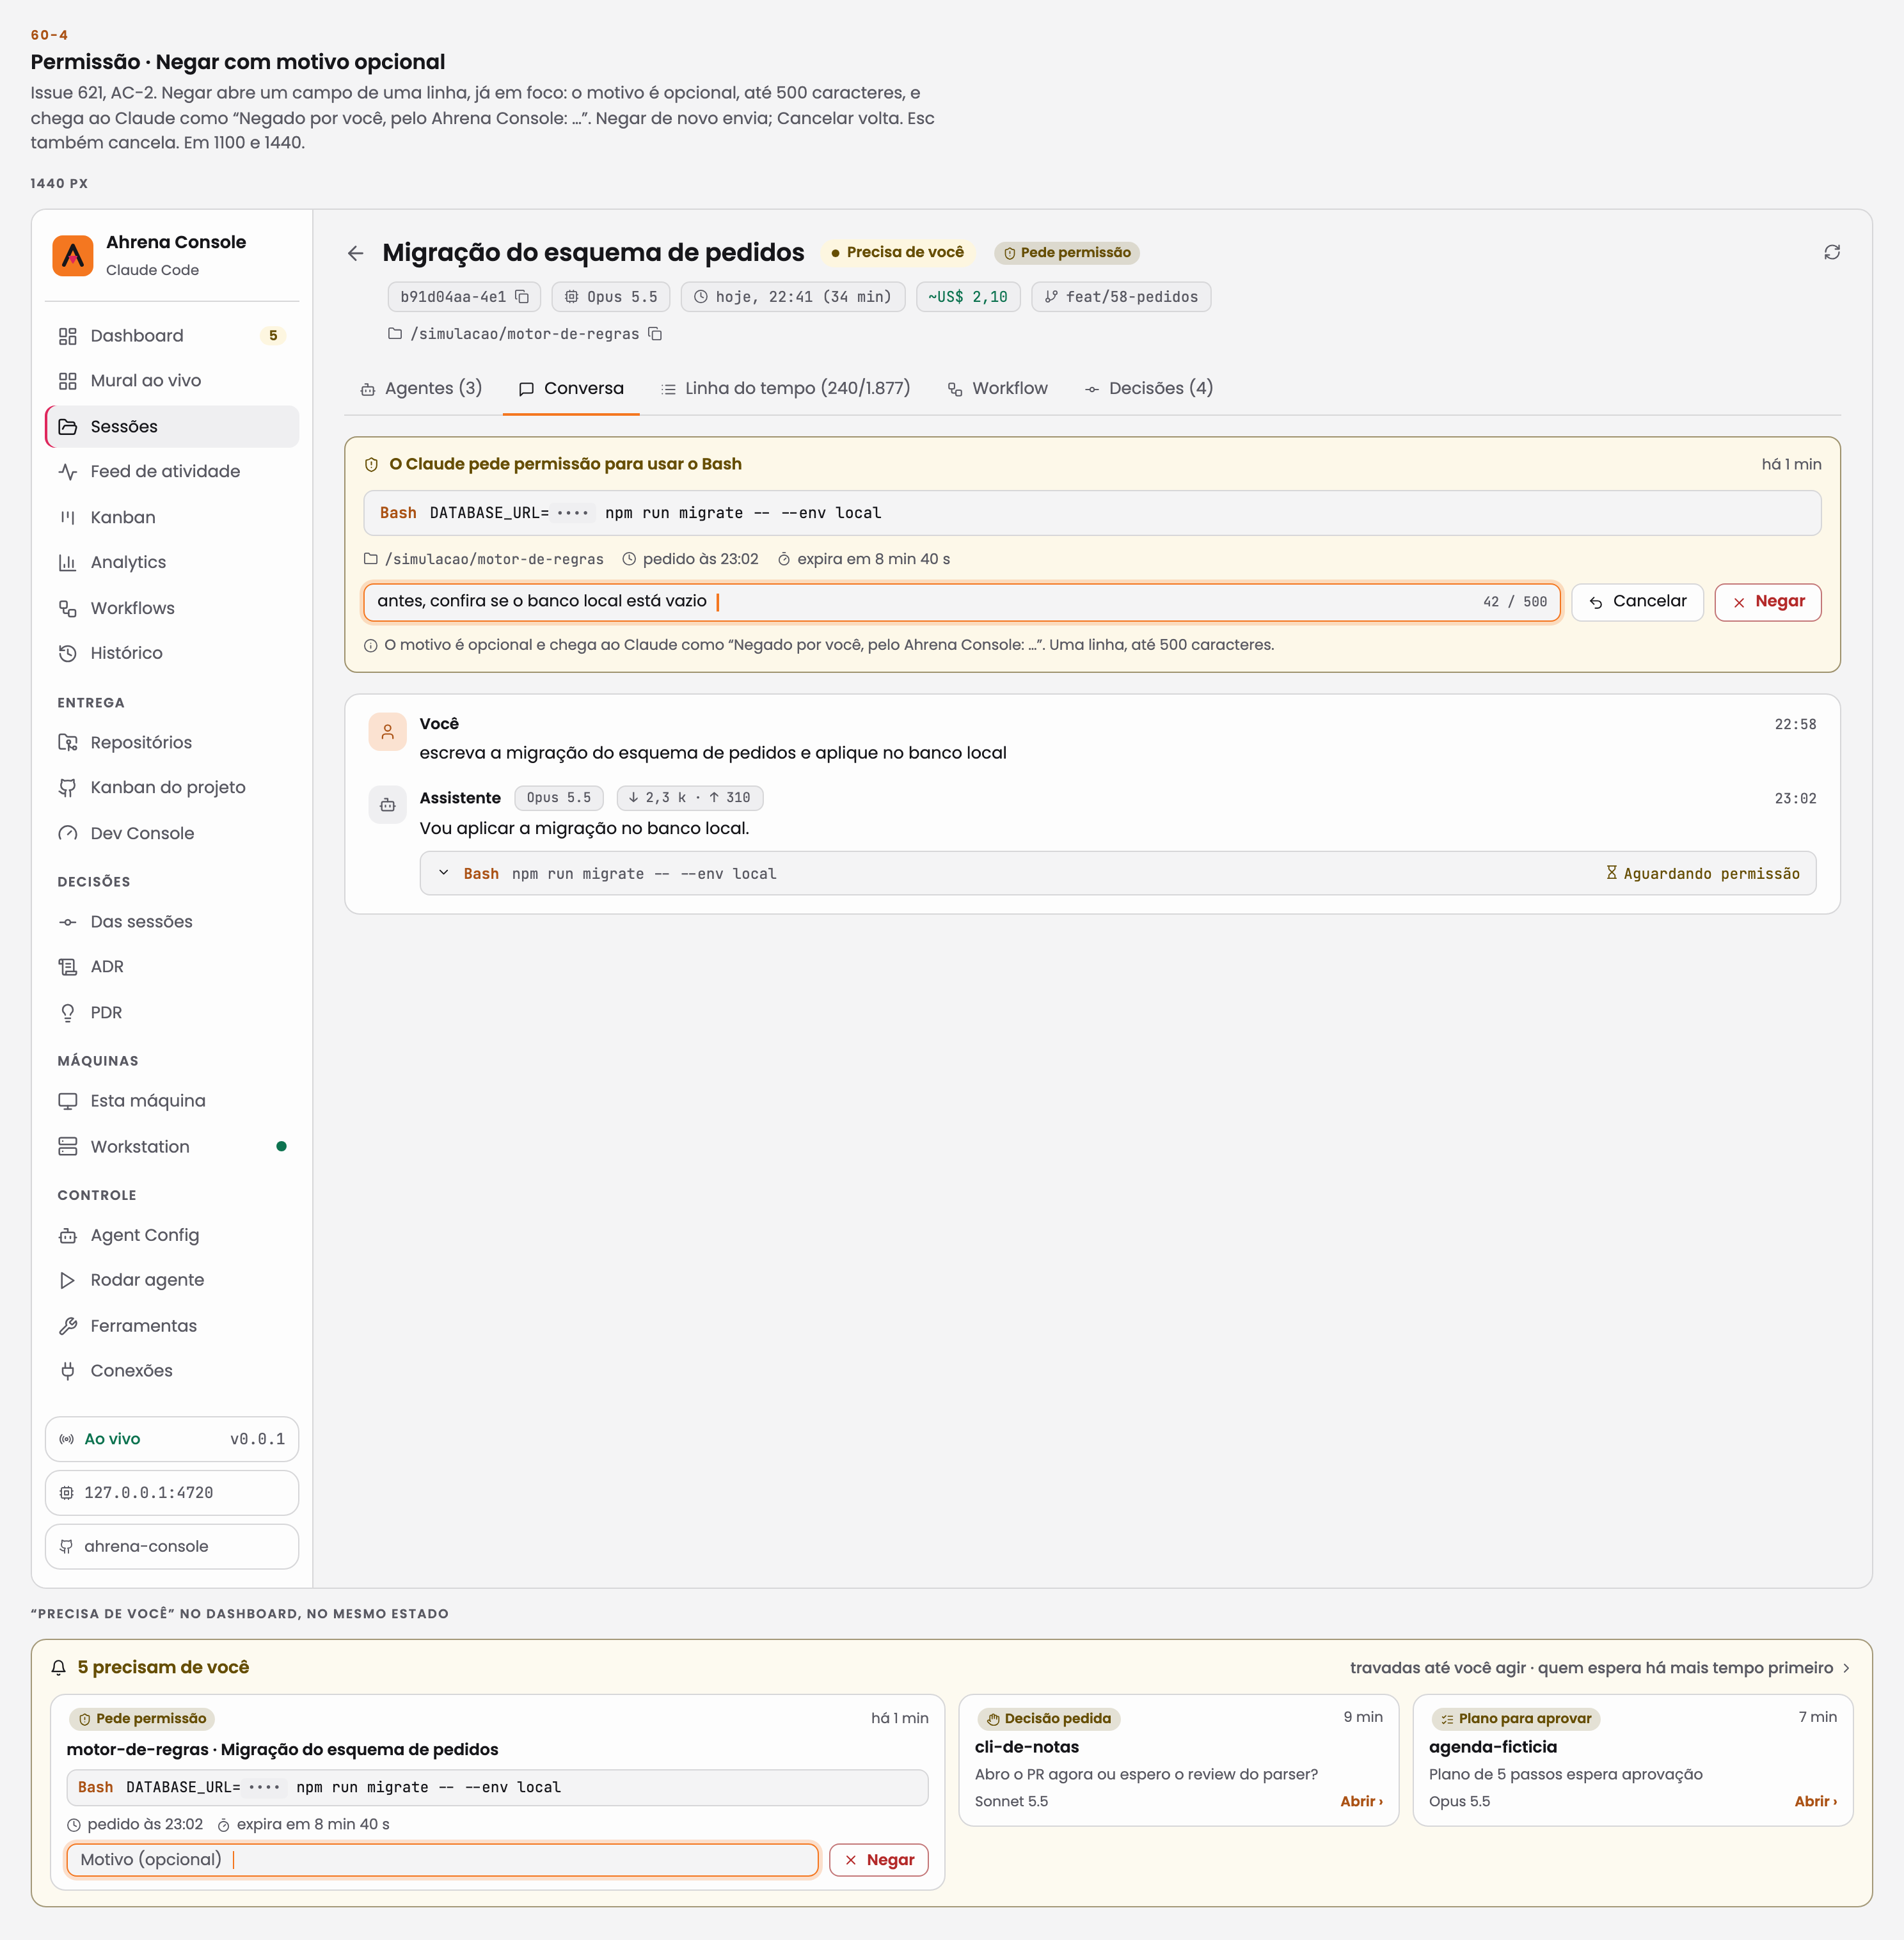 60-4
Permissão · Negar com motivo opcional
Issue 621, AC-2. Negar abre um campo de uma linha, já em foco: o motivo é opcional, até 500 caracteres, e
chega ao Claude como “Negado por você, pelo Ahrena Console: …”. Negar de novo envia; Cancelar volta. Esc
também cancela. Em 1100 e 1440.
1440 PX
Ahrena Console
Claude Code
Dashboard 5
Mural ao vivo
Sessões
Feed de atividade
Kanban
Analytics
Workflows
Histórico
ENTREGA
Repositórios
Kanban do projeto
Dev Console
DECISÕES
Das sessões
ADR
PDR
MÁQUINAS
Esta máquina
Workstation
CONTROLE
Agent Config
Rodar agente
Ferramentas
Conexões
Ao vivo v0.0.1
127.0.0.1:4720
ahrena-console
Migração do esquema de pedidos Precisa de você Pede permissão
b91d04aa-4e1 Opus 5.5 hoje, 22:41 (34 min) ~US$ 2,10 feat/58-pedidos
/simulacao/motor-de-regras
Agentes (3) Conversa Linha do tempo (240/1.877) Workflow Decisões (4)
O Claude pede permissão para usar o Bash há 1 min
Bash DATABASE_URL= •••• npm run migrate -- --env local
/simulacao/motor-de-regras pedido às 23:02 expira em 8 min 40 s
antes, confira se o banco local está vazio 42 / 500 Cancelar Negar
O motivo é opcional e chega ao Claude como “Negado por você, pelo Ahrena Console: …”. Uma linha, até 500 caracteres.
Você 22:58
escreva a migração do esquema de pedidos e aplique no banco local
Assistente Opus 5.5 ↓ 2,3 k · ↑ 310 23:02
Vou aplicar a migração no banco local.
Bash npm run migrate -- --env local Aguardando permissão
“PRECISA DE VOCÊ” NO DASHBOARD, NO MESMO ESTADO
5 precisam de você travadas até você agir · quem espera há mais tempo primeiro ›
Pede permissão há 1 min
motor-de-regras · Migração do esquema de pedidos
Bash DATABASE_URL= •••• npm run migrate -- --env local
pedido às 23:02 expira em 8 min 40 s
Motivo (opcional) Negar
Decisão pedida 9 min
cli-de-notas
Abro o PR agora ou espero o review do parser?
Sonnet 5.5 Abrir ›
Plano para aprovar 7 min
agenda-ficticia
Plano de 5 passos espera aprovação
Opus 5.5 Abrir ›